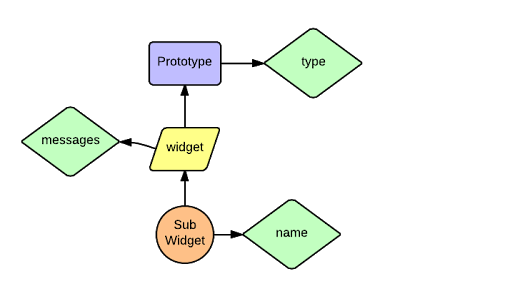 Prototype
type
messages
widget
Sub
Widget
name